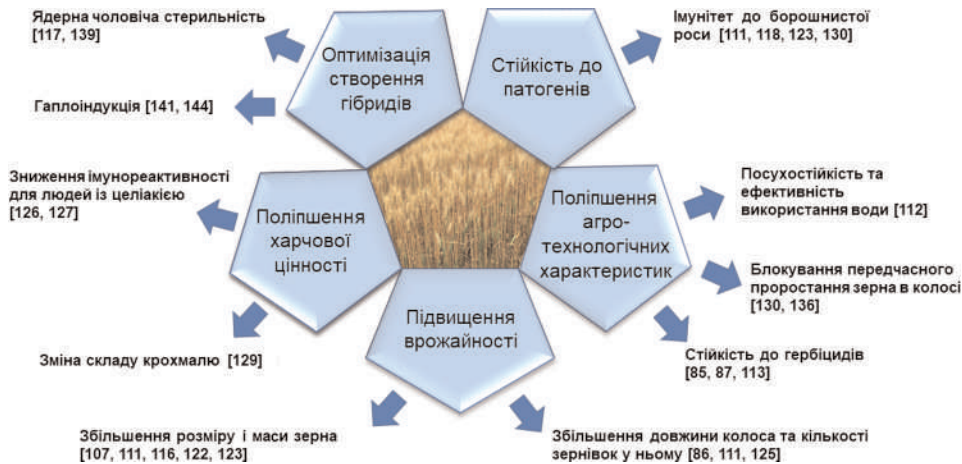 Ядерна чоловіча стерильність
[117, 139]
Гаплоіндукція [141, 144]
Оптимізація
створення
гібридів
Стійкість до
патогенів
Імунітет до борошнистої
роси [111, 118, 123, 130]
Зниження імунореактивності
для людей із целіакією
[126, 127]
Поліпшення
харчової
цінності
Зміна складу крохмалю [129]
Поліпшення
агро-
технологічних
характеристик
Посухостійкість та
ефективність
використання води [112]
Блокування передчасного
проростання зерна в колосі
[130, 136]
Стійкість до гербіцидів
[85, 87, 113]
Підвищення
врожайності
Збільшення розміру і маси зерна
[107, 111, 116, 122, 123]
Збільшення довжини колоса та кількості
зернівок у ньому [86, 111, 125]